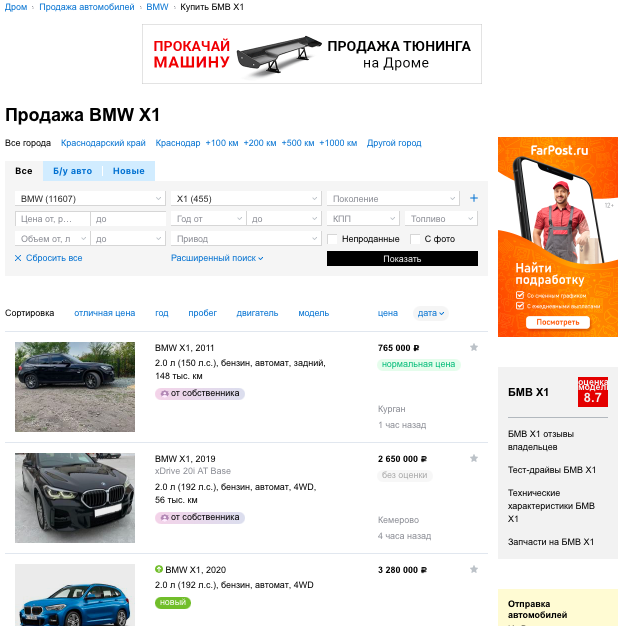 Дром
Продажа автомобилей
BMW
Купить БМВ X1
ПРОКАЧАЙ
МАШИНУ
ПРОДАЖА ТЮНИНГА
на Дроме
Продажа BMW X1
Все города Краснодарский край Краснодар +100 км +200 км +500 км +1000 км Другой город
Все Б/у авто Новые
BMW (11607) X1 (455) Поколение +
Цена от, р... до Год от до КПП Топливо
Объем от, л до Привод Непроданные С фото
Сбросить все Расширенный поиск Показать
Сортировка отличная цена год пробег двигатель модель цена дата
BMW X1, 2011
2.0 л (150 л.с.), бензин, автомат, задний,
148 тыс. км
от собственника
765 000 ₽
нормальная цена
Курган
1 час назад
BMW X1, 2019
xDrive 20i AT Base
2.0 л (192 л.с.), бензин, автомат, 4WD,
56 тыс. км
от собственника
2 650 000 ₽
без оценки
Кемерово
4 часа назад
BMW X1, 2020
2.0 л (192 л.с.), бензин, автомат, 4WD
новый
3 280 000 ₽
FarPost.ru
12+
Найти
подработку
Со сменным графиком
С ежедневными выплатами
Посмотреть
БМВ X1
оценка
модели
8.7
БМВ X1 отзывы
владельцев
Тест-драйвы БМВ X1
Технические
характеристики БМВ
X1
Запчасти на БМВ X1
Отправка
автомобилей